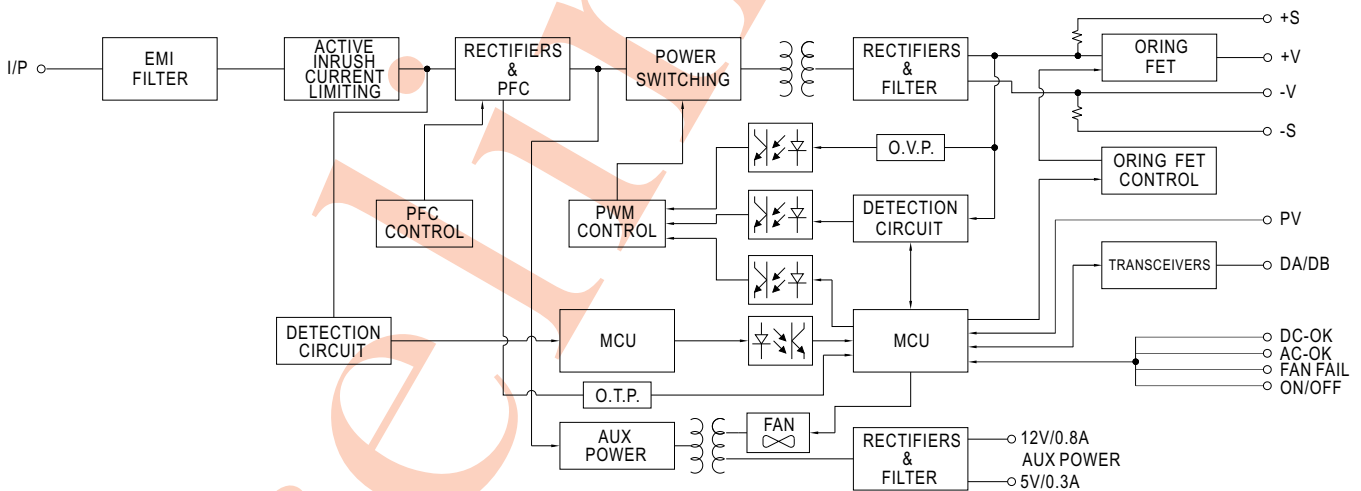 I/P
EMI
FILTER
ACTIVE
INRUSH
CURRENT
LIMITING
RECTIFIERS
&
PFC
POWER
SWITCHING
RECTIFIERS
&
FILTER
ORING
FET
+S
+V
-V
-S
O.V.P.
ORING FET
CONTROL
PFC
CONTROL
PWM
CONTROL
DETECTION
CIRCUIT
PV
TRANSCEIVERS
DA/DB
DETECTION
CIRCUIT
MCU
MCU
DC-OK
AC-OK
FAN FAIL
ON/OFF
O.T.P.
AUX
POWER
FAN
RECTIFIERS
&
FILTER
12V/0.8A
AUX POWER
5V/0.3A